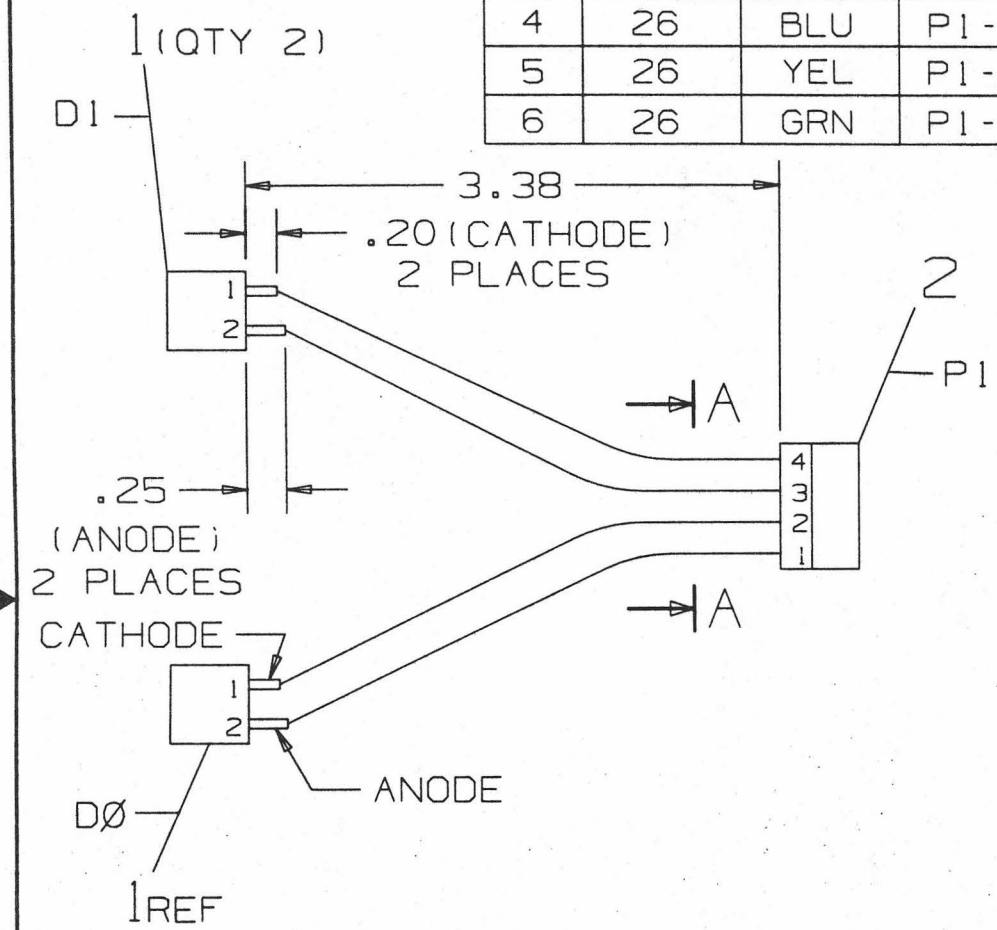 1(QTY 2)
D1
4 26 BLU P1-
5 26 YEL P1-
6 26 GRN P1-
3.38
.20(CATHODE)
2 PLACES
1
2
2
P1
A
4
3
2
1
.25
(ANODE)
2 PLACES
A
CATHODE
1
2
ANODE
DØ
1REF